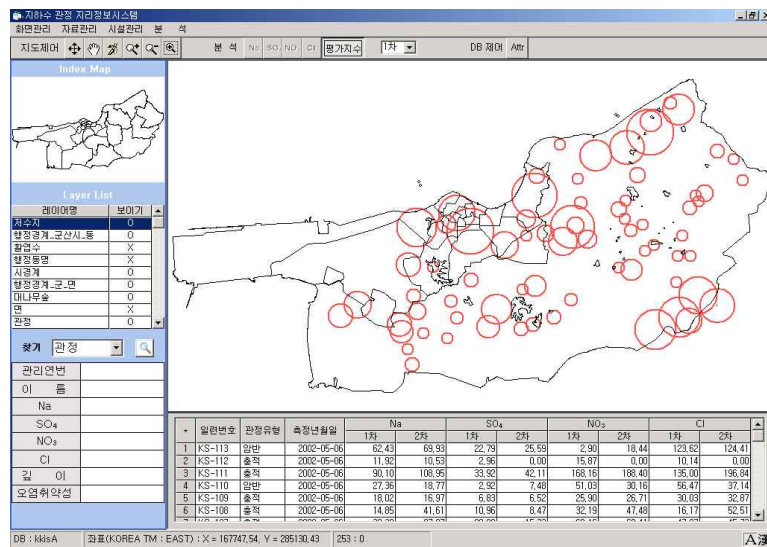 지하수 관정 지리정보시스템
화면관리 자료관리 시설관리 분 석
지도제어 분 석 Na SO₄ NO₃ Cl 평가지수 1차 DB 제어 Attr
Index Map
Layer List
레이어명 보이기
저수지 O
행정경계_군산시_동 O
활엽수 X
행정동명 X
시경계 O
행정경계_군_면 O
대나무숲 O
면 X
관정 O
찾기 관정
관리연번
이 름
Na
SO₄
NO₃
Cl
깊 이
오염취약성
+ 일련번호 관정유형 측정년월일 Na SO₄ NO₃ Cl
1차 2차 1차 2차 1차 2차 1차 2차
1 KS-113 암반 2002-05-06 62,43 69,93 22,79 25,59 2,90 18,44 123,62 124,41
2 KS-112 충적 2002-05-06 11,92 10,53 2,96 0,00 15,87 0,00 10,14 0,00
3 KS-111 충적 2002-05-06 90,10 108,95 33,92 42,11 168,16 188,40 135,00 196,84
4 KS-110 암반 2002-05-06 27,36 18,77 2,92 7,48 51,03 30,16 56,47 37,14
5 KS-109 충적 2002-05-06 18,02 16,97 6,83 6,52 25,90 26,71 30,03 32,87
6 KS-108 충적 2002-05-06 14,85 41,61 10,96 8,47 32,19 47,48 16,17 52,51
DB : kkisA 좌표(KOREA TM : EAST) : X = 167747,54, Y = 285130,43 253 : 0 A漢